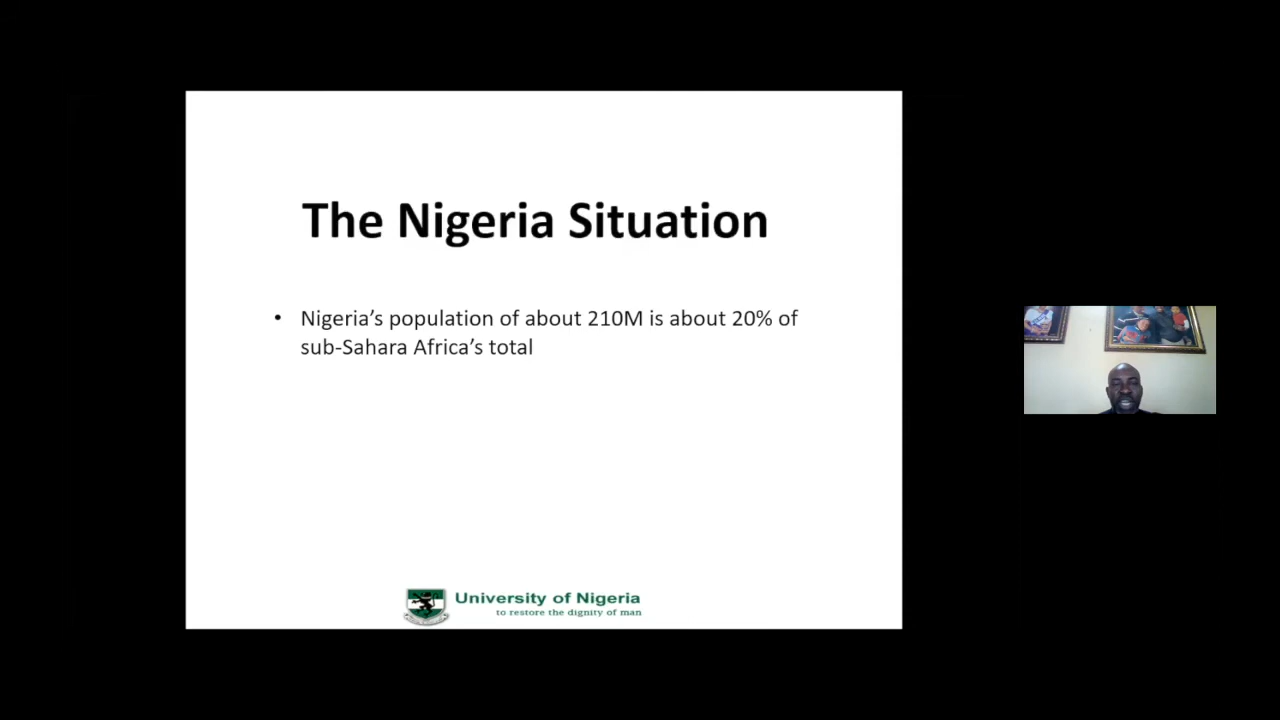 The Nigeria Situation
• Nigeria’s population of about 210M is about 20% of
sub-Sahara Africa’s total
University of Nigeria
to restore the dignity of man